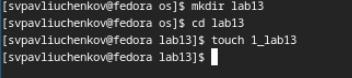 [svpavliuchenkov@fedora os]$ mkdir lab13
[svpavliuchenkov@fedora os]$ cd lab13
[svpavliuchenkov@fedora lab13]$ touch 1_lab13
[svpavliuchenkov@fedora lab13]$